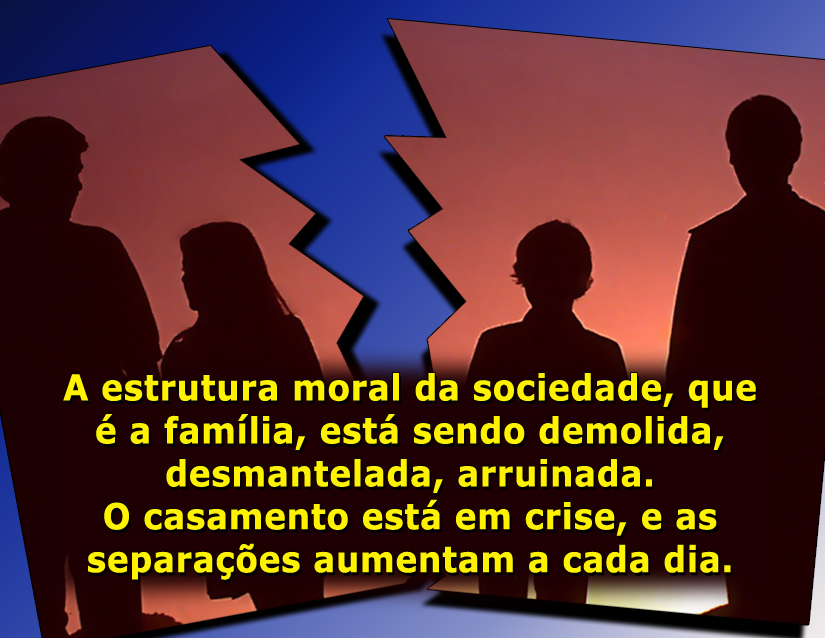 A estrutura moral da sociedade, que
é a família, está sendo demolida,
desmantelada, arruinada.
O casamento está em crise, e as
separações aumentam a cada dia.